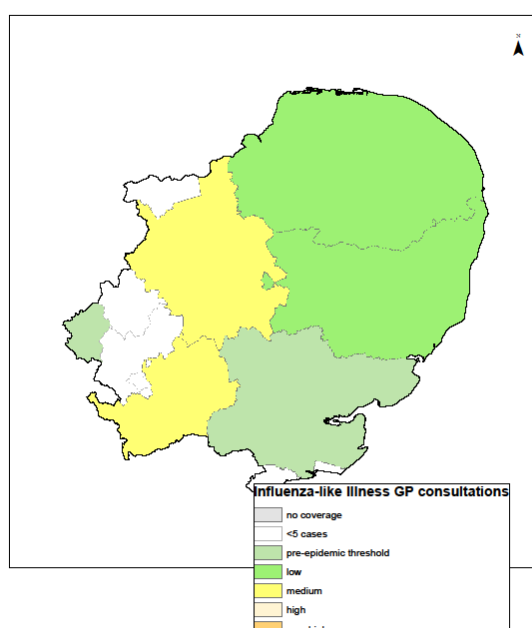 N
Influenza-like Illness GP consultations
no coverage
<5 cases
pre-epidemic threshold
low
medium
high